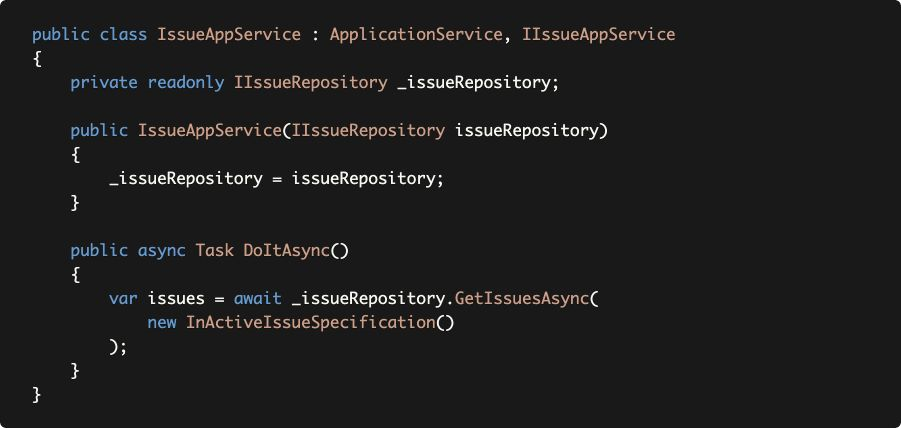 public class IssueAppService : ApplicationService, IIssueAppService
{
    private readonly IIssueRepository _issueRepository;

    public IssueAppService(IIssueRepository issueRepository)
    {
        _issueRepository = issueRepository;
    }

    public async Task DoItAsync()
    {
        var issues = await _issueRepository.GetIssuesAsync(
            new InActiveIssueSpecification()
        );
    }
}